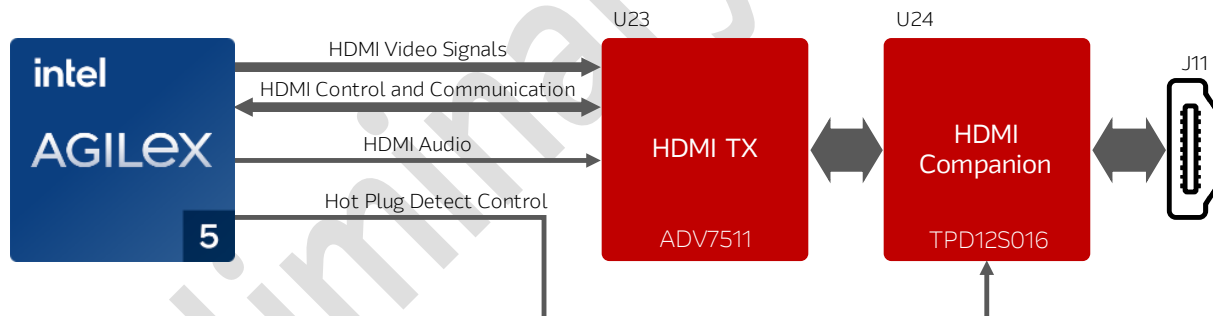 U23
U24
J11
intel
AGILEX
5
HDMI Video Signals
HDMI Control and Communication
HDMI Audio
Hot Plug Detect Control
HDMI TX
ADV7511
HDMI
Companion
TPD12S016
liminary